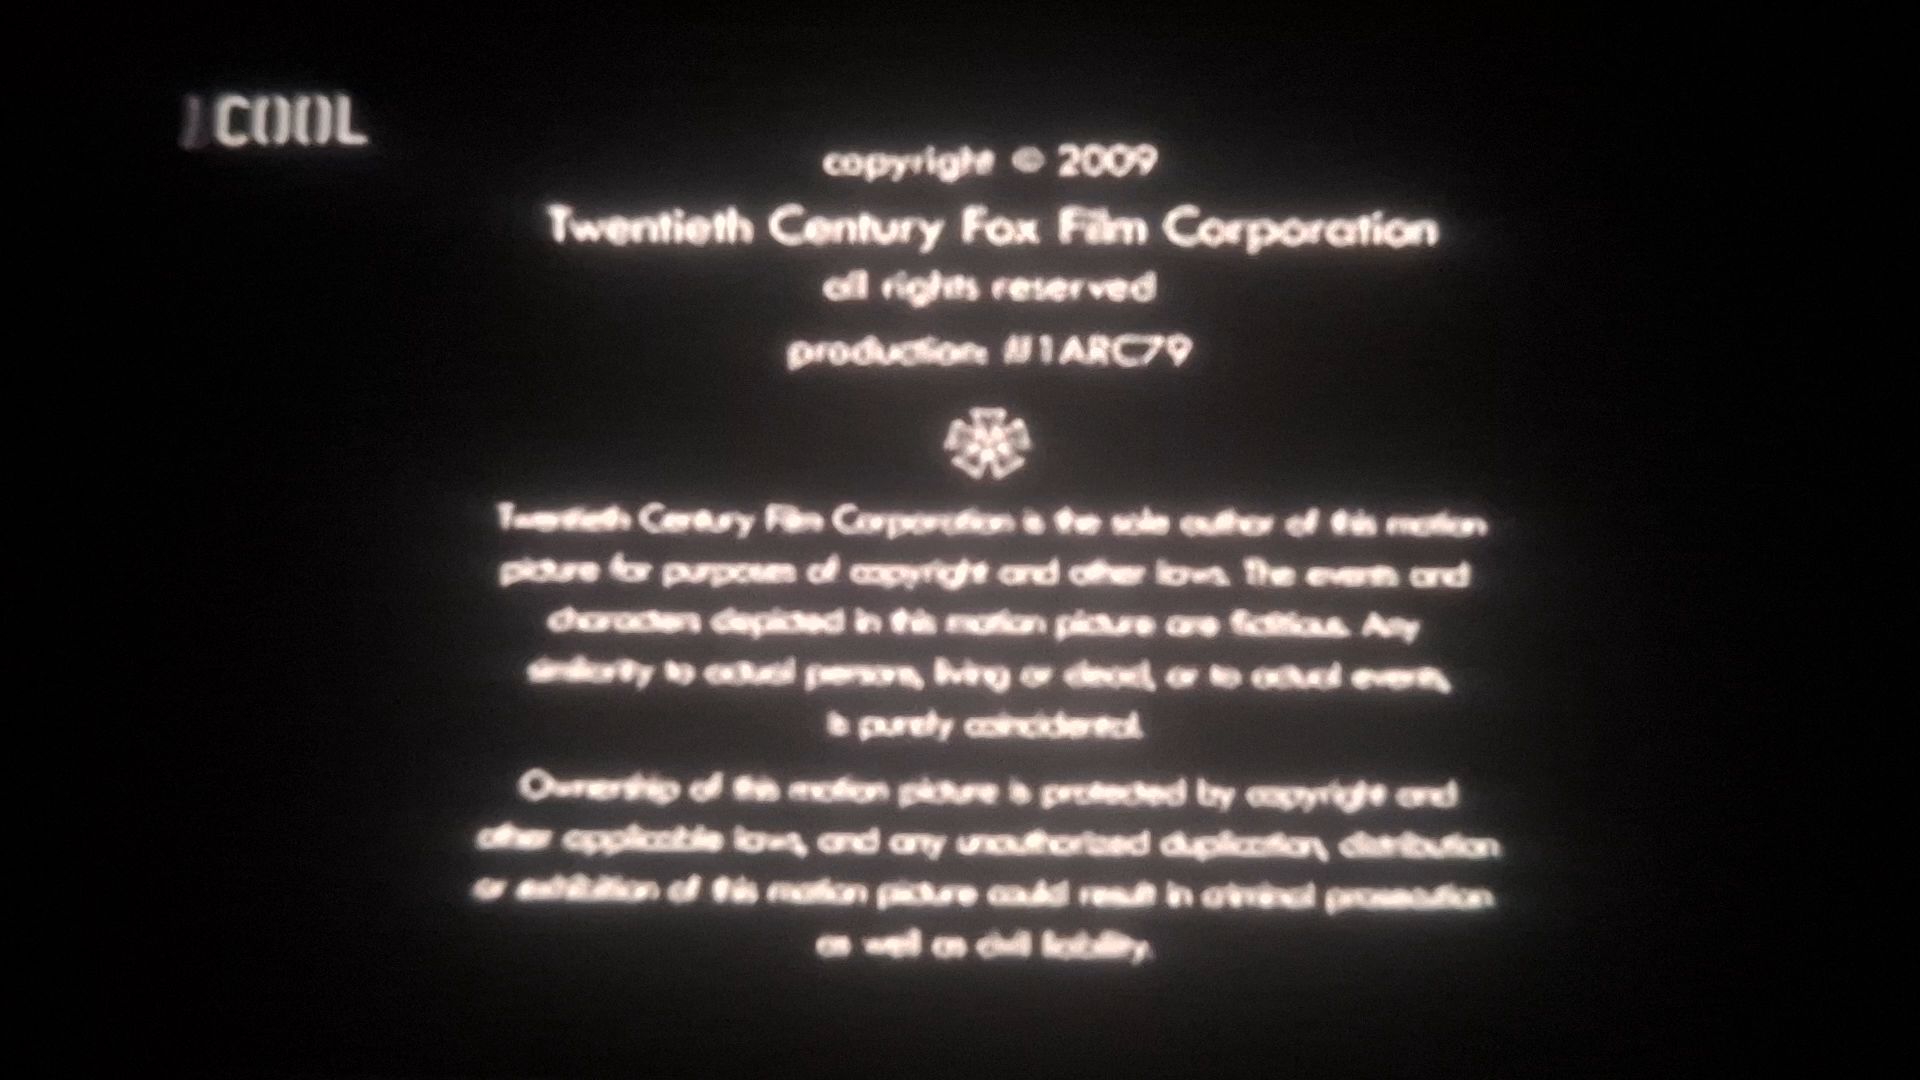 COOL
copyright © 2009
Twentieth Century Fox Film Corporation
all rights reserved
production: #1ARC79
Twentieth Century Film Corporation is the sole author of this motion
picture for purposes of copyright and other laws. The events and
characters depicted in this motion picture are fictitious. Any
similarity to actual persons, living or dead, or to actual events,
is purely coincidental.
Ownership of this motion picture is protected by copyright and
other applicable laws, and any unauthorized duplication, distribution
or exhibition of this motion picture could result in criminal prosecution
as well as civil liability.